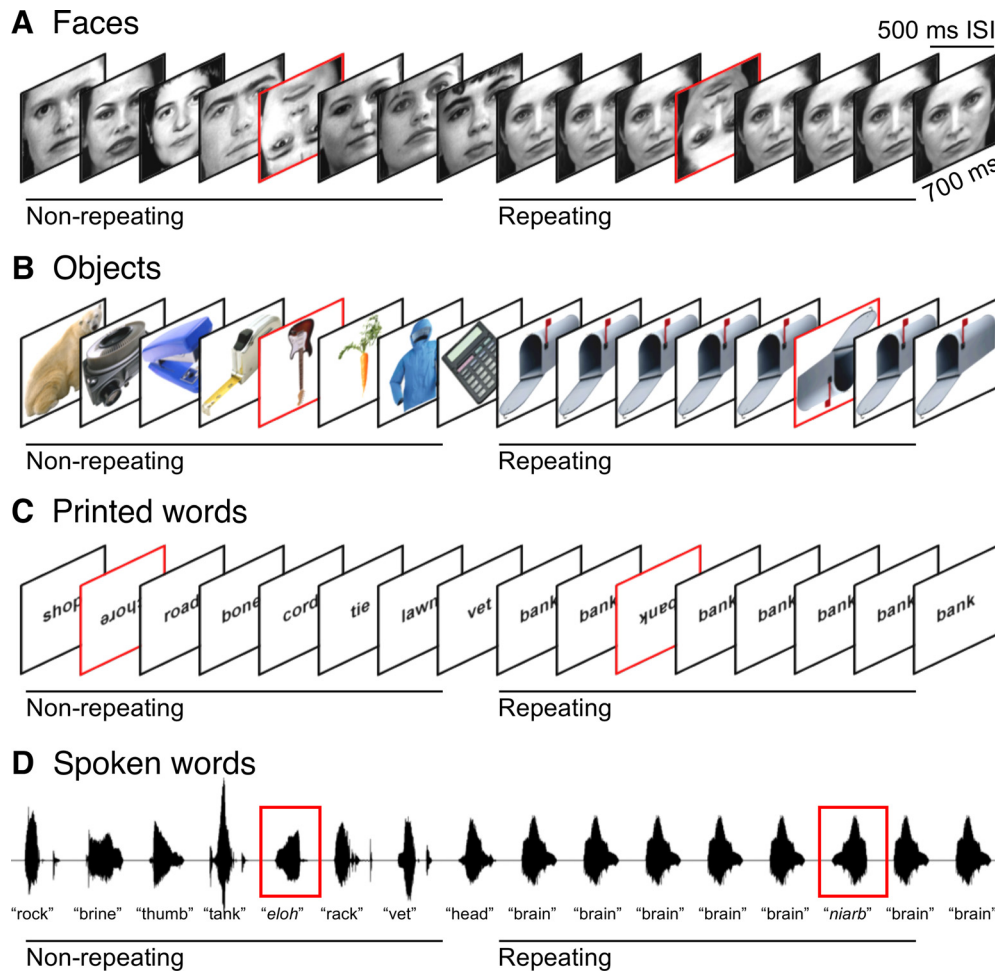 A Faces
500 ms ISI
700 ms
Non-repeating Repeating
B Objects
Non-repeating Repeating
C Printed words
shop shore road bone cord tie lawn vet bank bank bank bank bank bank bank bank
Non-repeating Repeating
D Spoken words
“rock” “brine” “thumb” “tank” “eloh” “rack” “vet” “head” “brain” “brain” “brain” “brain” “brain” “niarb” “brain” “brain”
Non-repeating Repeating